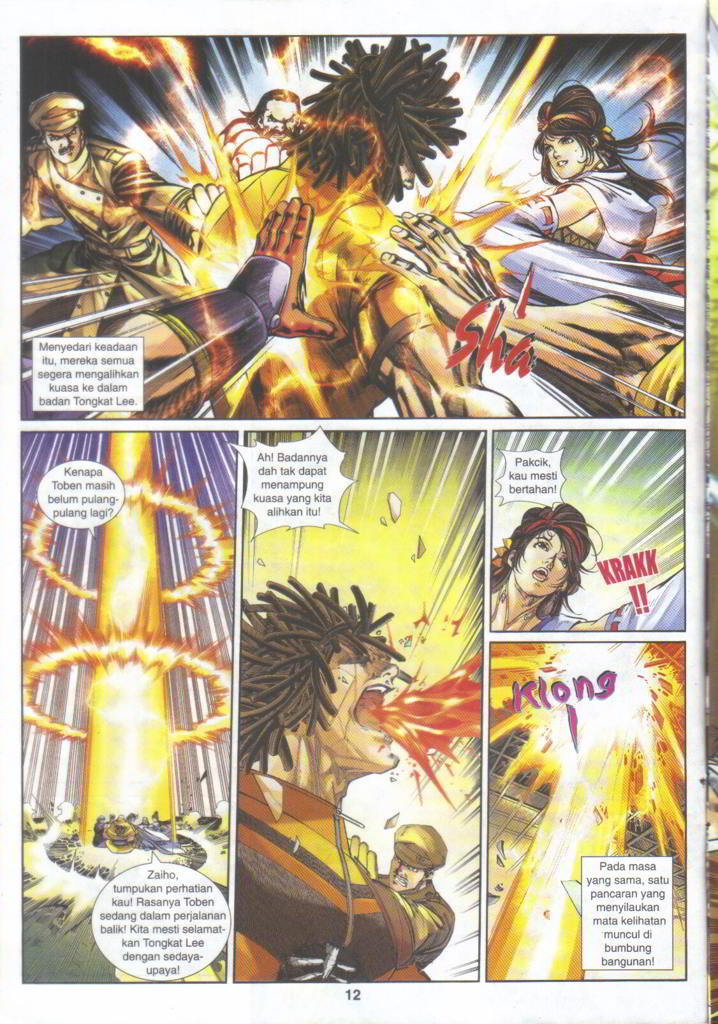 Sha
Menyedari keadaan
itu, mereka semua
segera mengalihkan
kuasa ke dalam
badan Tongkat Lee.
Kenapa
Toben masih
belum pulang-
pulang lagi?
Zaiho,
tumpukan perhatian
kau! Rasanya Toben
sedang dalam perjalanan
balik! Kita mesti selamat-
kan Tongkat Lee
dengan sedaya-
upaya!
Ah! Badannya
dah tak dapat
menampung
kuasa yang kita
alihkan itu!
Pakcik,
kau mesti
bertahan!
KRAKK
!!
Klong
!
Pada masa
yang sama, satu
pancaran yang
menyilaukan
mata kelihatan
muncul di
bumbung
bangunan!
12